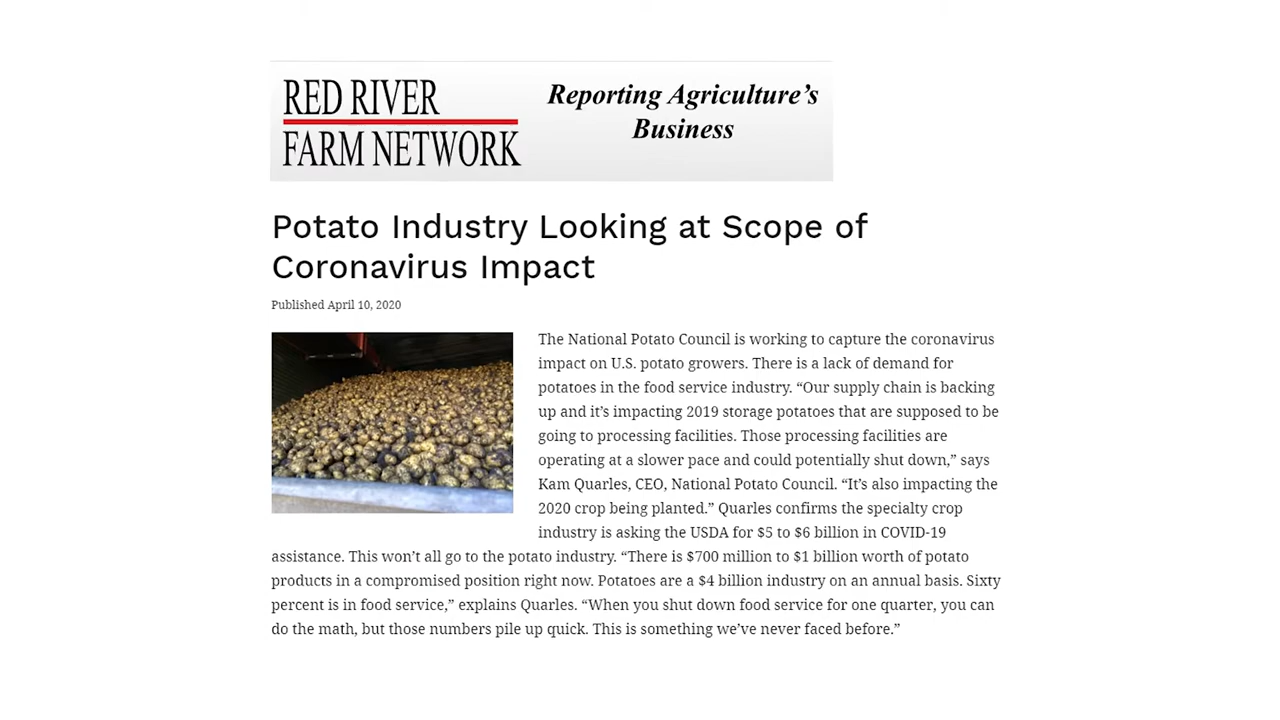 RED RIVER
FARM NETWORK
Reporting Agriculture’s
Business
Potato Industry Looking at Scope of
Coronavirus Impact
Published April 10, 2020
The National Potato Council is working to capture the coronavirus
impact on U.S. potato growers. There is a lack of demand for
potatoes in the food service industry. “Our supply chain is backing
up and it’s impacting 2019 storage potatoes that are supposed to be
going to processing facilities. Those processing facilities are
operating at a slower pace and could potentially shut down,” says
Kam Quarles, CEO, National Potato Council. “It’s also impacting the
2020 crop being planted.” Quarles confirms the specialty crop
industry is asking the USDA for $5 to $6 billion in COVID-19
assistance. This won’t all go to the potato industry. “There is $700 million to $1 billion worth of potato
products in a compromised position right now. Potatoes are a $4 billion industry on an annual basis. Sixty
percent is in food service,” explains Quarles. “When you shut down food service for one quarter, you can
do the math, but those numbers pile up quick. This is something we’ve never faced before.”